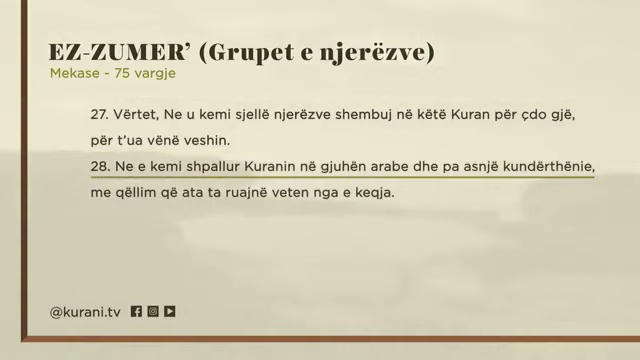 EZ-ZUMER’ (Grupet e njerëzve)
Mekase - 75 vargje
27. Vërtet, Ne u kemi sjellë njerëzve shembuj në këtë Kuran për çdo gjë,
për t’ua vënë veshin.
28. Ne e kemi shpallur Kuranin në gjuhën arabe dhe pa asnjë kundërthënie,
me qëllim që ata ta ruajnë veten nga e keqja.
@kurani.tv